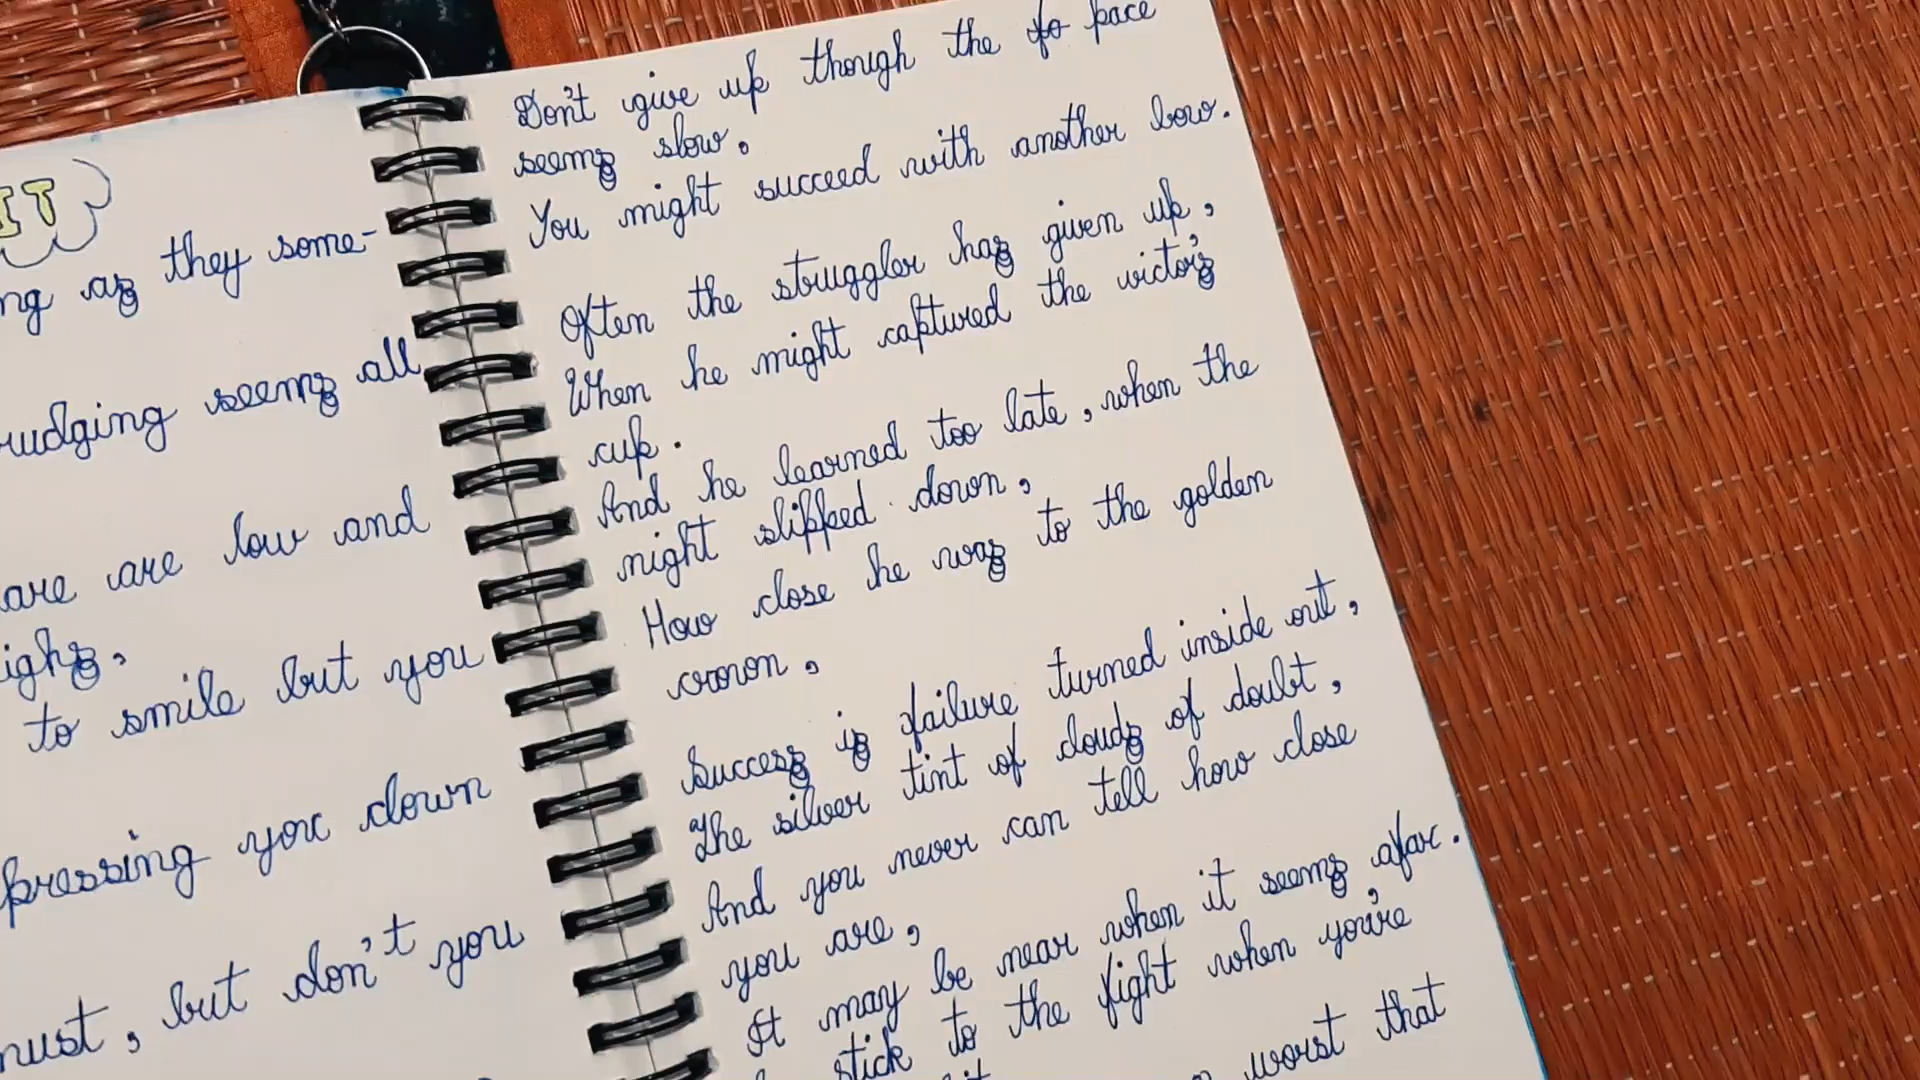 IT
ng as they some-
rudging seems all
are are low and
ighs,
to smile but you
pressing you down
must, but don't you
Don't give up though the fo pace
seems slow.
You might succeed with another bow.
Often the struggler has given up,
When he might captured the victor's
cup.
And he learned too late, when the
night slipped down,
How close he was to the golden
crown,
Success is failure turned inside out,
The silver tint of clouds of doubt,
And you never can tell how close
you are,
It may be near when it seems afar.
stick to the fight when you're
worst that